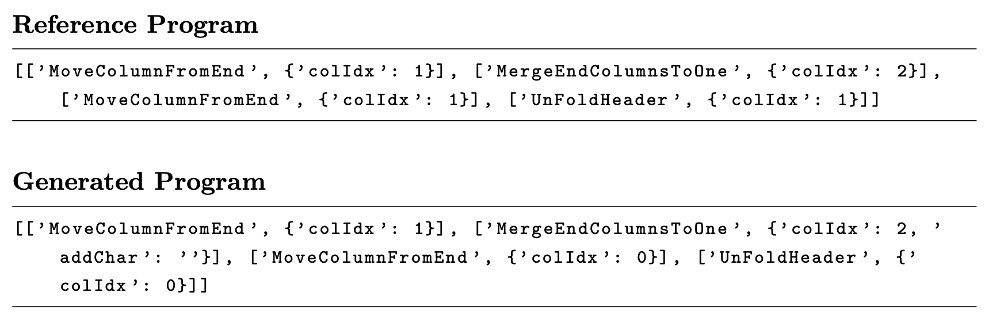 Reference Program
[['MoveColumnFromEnd', {'colIdx': 1}], ['MergeEndColumnsToOne', {'colIdx': 2}],
['MoveColumnFromEnd', {'colIdx': 1}], ['UnFoldHeader', {'colIdx': 1}]]
Generated Program
[['MoveColumnFromEnd', {'colIdx': 1}], ['MergeEndColumnsToOne', {'colIdx': 2, '
addChar': ''}], ['MoveColumnFromEnd', {'colIdx': 0}], ['UnFoldHeader', {'
colIdx': 0}]]